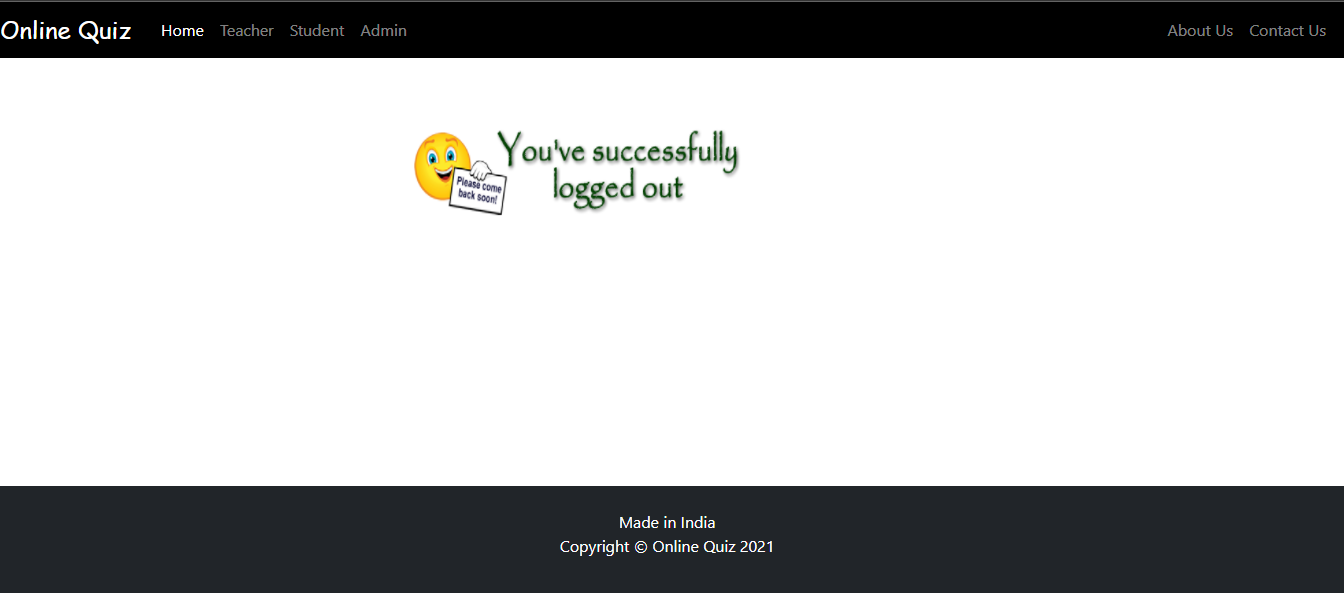 Online Quiz Home Teacher Student Admin About Us Contact Us
You've successfully
logged out
Please come
back soon!
Made in India
Copyright © Online Quiz 2021